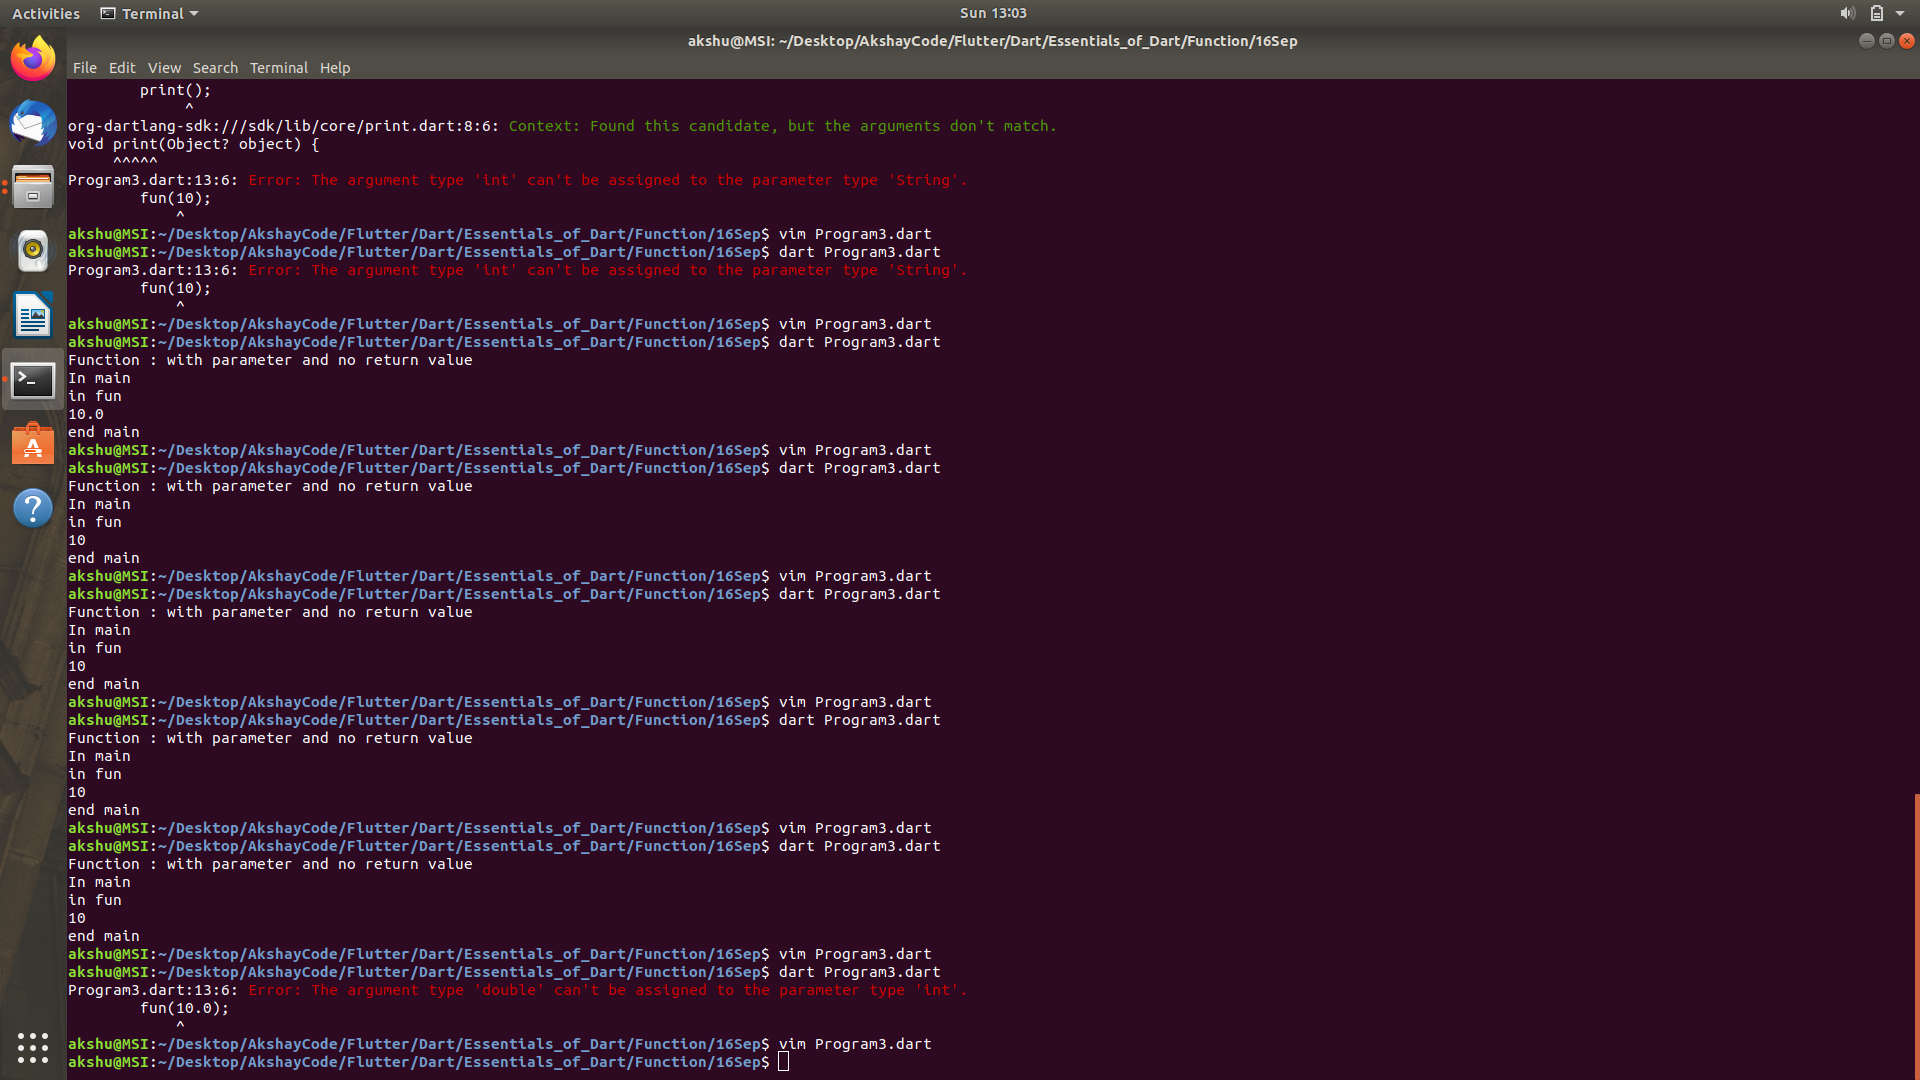 Activities Terminal Sun 13:03
akshu@MSI: ~/Desktop/AkshayCode/Flutter/Dart/Essentials_of_Dart/Function/16Sep
File Edit View Search Terminal Help
print();
^
org-dartlang-sdk:///sdk/lib/core/print.dart:8:6: Context: Found this candidate, but the arguments don't match.
void print(Object? object) {
^^^^^
Program3.dart:13:6: Error: The argument type 'int' can't be assigned to the parameter type 'String'.
fun(10);
^
akshu@MSI:~/Desktop/AkshayCode/Flutter/Dart/Essentials_of_Dart/Function/16Sep$ vim Program3.dart
akshu@MSI:~/Desktop/AkshayCode/Flutter/Dart/Essentials_of_Dart/Function/16Sep$ dart Program3.dart
Program3.dart:13:6: Error: The argument type 'int' can't be assigned to the parameter type 'String'.
fun(10);
^
akshu@MSI:~/Desktop/AkshayCode/Flutter/Dart/Essentials_of_Dart/Function/16Sep$ vim Program3.dart
akshu@MSI:~/Desktop/AkshayCode/Flutter/Dart/Essentials_of_Dart/Function/16Sep$ dart Program3.dart
Function : with parameter and no return value
In main
in fun
10.0
end main
akshu@MSI:~/Desktop/AkshayCode/Flutter/Dart/Essentials_of_Dart/Function/16Sep$ vim Program3.dart
akshu@MSI:~/Desktop/AkshayCode/Flutter/Dart/Essentials_of_Dart/Function/16Sep$ dart Program3.dart
Function : with parameter and no return value
In main
in fun
10
end main
akshu@MSI:~/Desktop/AkshayCode/Flutter/Dart/Essentials_of_Dart/Function/16Sep$ vim Program3.dart
akshu@MSI:~/Desktop/AkshayCode/Flutter/Dart/Essentials_of_Dart/Function/16Sep$ dart Program3.dart
Function : with parameter and no return value
In main
in fun
10
end main
akshu@MSI:~/Desktop/AkshayCode/Flutter/Dart/Essentials_of_Dart/Function/16Sep$ vim Program3.dart
akshu@MSI:~/Desktop/AkshayCode/Flutter/Dart/Essentials_of_Dart/Function/16Sep$ dart Program3.dart
Function : with parameter and no return value
In main
in fun
10
end main
akshu@MSI:~/Desktop/AkshayCode/Flutter/Dart/Essentials_of_Dart/Function/16Sep$ vim Program3.dart
akshu@MSI:~/Desktop/AkshayCode/Flutter/Dart/Essentials_of_Dart/Function/16Sep$ dart Program3.dart
Function : with parameter and no return value
In main
in fun
10
end main
akshu@MSI:~/Desktop/AkshayCode/Flutter/Dart/Essentials_of_Dart/Function/16Sep$ vim Program3.dart
akshu@MSI:~/Desktop/AkshayCode/Flutter/Dart/Essentials_of_Dart/Function/16Sep$ dart Program3.dart
Program3.dart:13:6: Error: The argument type 'double' can't be assigned to the parameter type 'int'.
fun(10.0);
^
akshu@MSI:~/Desktop/AkshayCode/Flutter/Dart/Essentials_of_Dart/Function/16Sep$ vim Program3.dart
akshu@MSI:~/Desktop/AkshayCode/Flutter/Dart/Essentials_of_Dart/Function/16Sep$